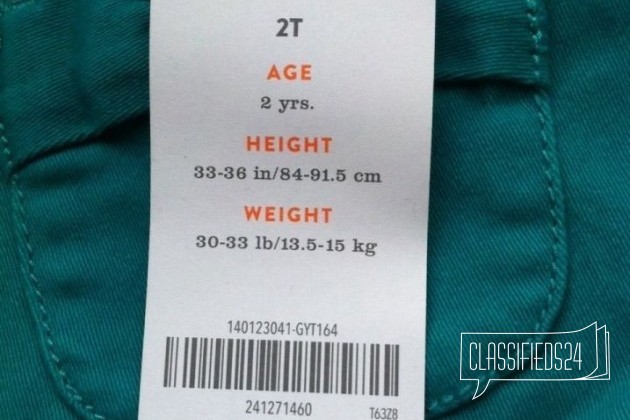 2T
AGE
2 yrs.
HEIGHT
33-36 in/84-91.5 cm
WEIGHT
30-33 lb/13.5-15 kg
140123041-GYT164
241271460
T63Z8
CLASSIFIEDS24